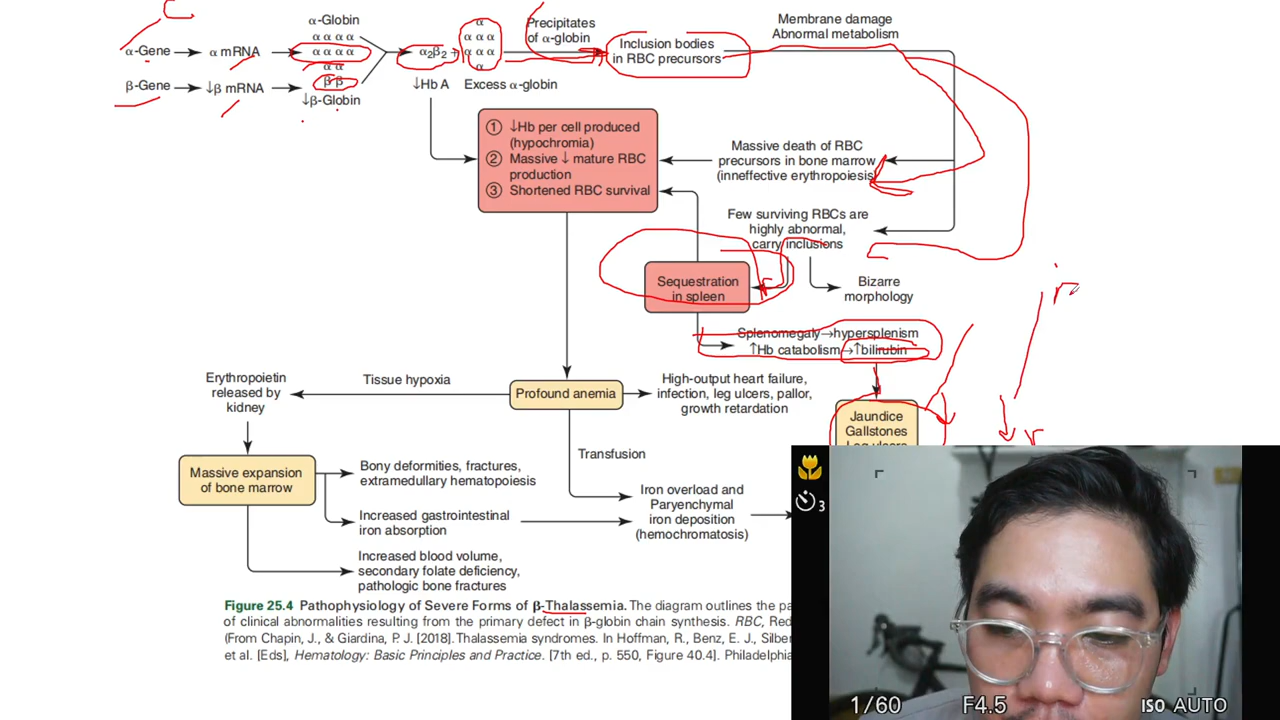 α-Globin
α α α α
α-Gene
α mRNA
α α α α
α α
β-Gene
↓β mRNA
β β
↓β-Globin
α₂β₂ +
α
α α α
α α α
α
↓Hb A
Excess α-globin
Precipitates
of α-globin
Inclusion bodies
in RBC precursors
Membrane damage
Abnormal metabolism
① ↓Hb per cell produced
(hypochromia)
② Massive ↓ mature RBC
production
③ Shortened RBC survival
Massive death of RBC
precursors in bone marrow
(inneffective erythropoiesis)
Few surviving RBCs are
highly abnormal,
carry inclusions
Sequestration
in spleen
Bizarre
morphology
Splenomegaly→hypersplenism
↑Hb catabolism→↑bilirubin
Erythropoietin
released by
kidney
Tissue hypoxia
Profound anemia
High-output heart failure,
infection, leg ulcers, pallor,
growth retardation
Jaundice
Gallstones
Leg ulcers
Transfusion
Massive expansion
of bone marrow
Bony deformities, fractures,
extramedullary hematopoiesis
Increased gastrointestinal
iron absorption
Iron overload and
Paryenchymal
iron deposition
(hemochromatosis)
Increased blood volume,
secondary folate deficiency,
pathologic bone fractures
Figure 25.4 Pathophysiology of Severe Forms of β-Thalassemia. The diagram outlines the pa
of clinical abnormalities resulting from the primary defect in β-globin chain synthesis. RBC, Red
(From Chapin, J., & Giardina, P. J. [2018]. Thalassemia syndromes. In Hoffman, R., Benz, E. J., Silber
et al. [Eds], Hematology: Basic Principles and Practice. [7th ed., p. 550, Figure 40.4]. Philadelphia
3
1/60 F4.5 ISO AUTO